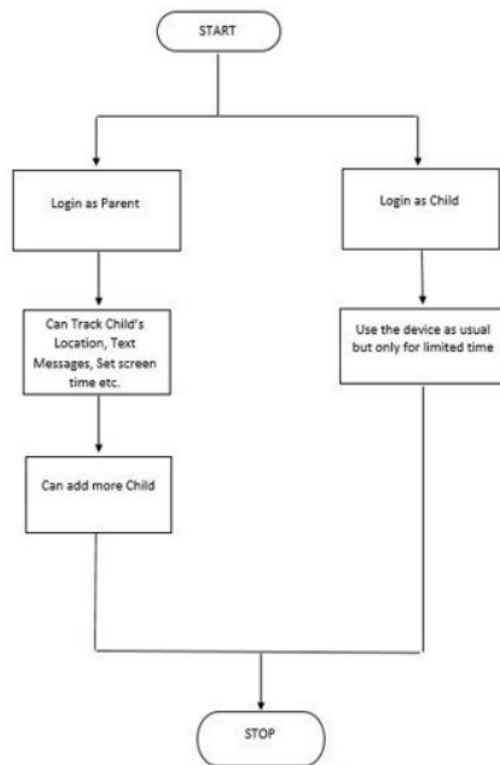 START
Login as Parent
Login as Child
Can Track Child's
Location, Text
Messages, Set screen
time etc.
Use the device as usual
but only for limited time
Can add more Child
STOP